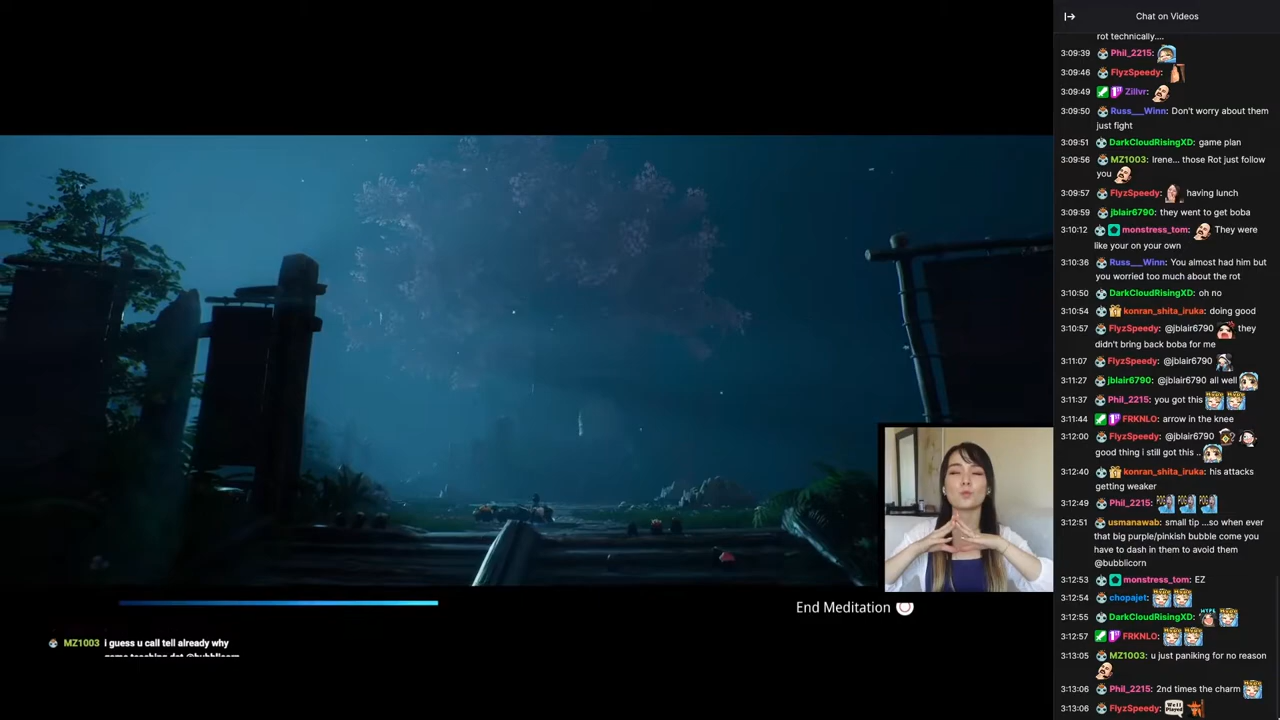 Chat on Videos
rot technically....
3:09:39 Phil_2215:
3:09:46 FlyzSpeedy:
3:09:49 Zillvr:
3:09:50 Russ___Winn: Don't worry about them
just fight
3:09:51 DarkCloudRisingXD: game plan
3:09:56 MZ1003: Irene... those Rot just follow
you
3:09:57 FlyzSpeedy: having lunch
3:09:59 jblair6790: they went to get boba
3:10:12 monstress_tom: They were
like your on your own
3:10:36 Russ___Winn: You almost had him but
you worried too much about the rot
3:10:50 DarkCloudRisingXD: oh no
3:10:54 konran_shita_iruka: doing good
3:10:57 FlyzSpeedy: @jblair6790 they
didn't bring back boba for me
3:11:07 FlyzSpeedy: @jblair6790
3:11:27 jblair6790: @jblair6790 all well
3:11:37 Phil_2215: you got this
3:11:44 FRKNLO: arrow in the knee
3:12:00 FlyzSpeedy: @jblair6790
good thing i still got this ..
3:12:40 konran_shita_iruka: his attacks
getting weaker
3:12:49 Phil_2215: POG POG POG
3:12:51 usmanawab: small tip ...so when ever
that big purple/pinkish bubble come you
have to dash in them to avoid them
@bubblicorn
3:12:53 monstress_tom: EZ
3:12:54 chopajet:
3:12:55 DarkCloudRisingXD: HYPE
3:12:57 FRKNLO:
3:13:05 MZ1003: u just paniking for no reason
3:13:06 Phil_2215: 2nd times the charm
3:13:06 FlyzSpeedy: Well Played
End Meditation
MZ1003 i guess u call tell already why
game teaching dat @bubblicorn